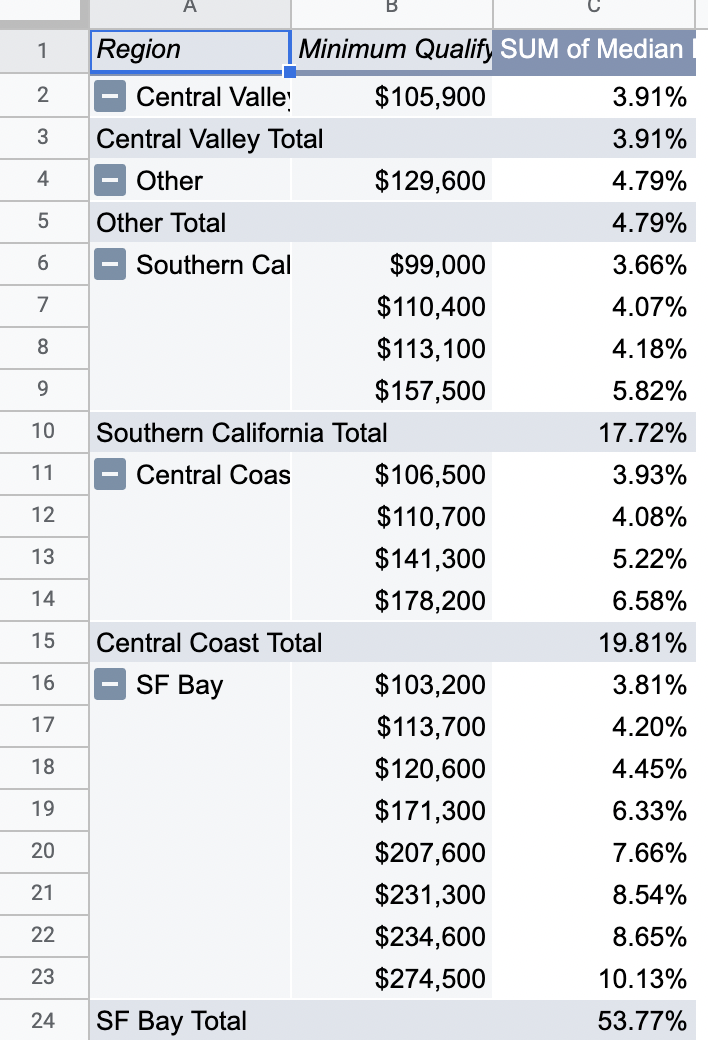 A B C
1 Region Minimum Qualify SUM of Median
2 Central Valley $105,900 3.91%
3 Central Valley Total 3.91%
4 Other $129,600 4.79%
5 Other Total 4.79%
6 Southern Cal $99,000 3.66%
7 $110,400 4.07%
8 $113,100 4.18%
9 $157,500 5.82%
10 Southern California Total 17.72%
11 Central Coas $106,500 3.93%
12 $110,700 4.08%
13 $141,300 5.22%
14 $178,200 6.58%
15 Central Coast Total 19.81%
16 SF Bay $103,200 3.81%
17 $113,700 4.20%
18 $120,600 4.45%
19 $171,300 6.33%
20 $207,600 7.66%
21 $231,300 8.54%
22 $234,600 8.65%
23 $274,500 10.13%
24 SF Bay Total 53.77%